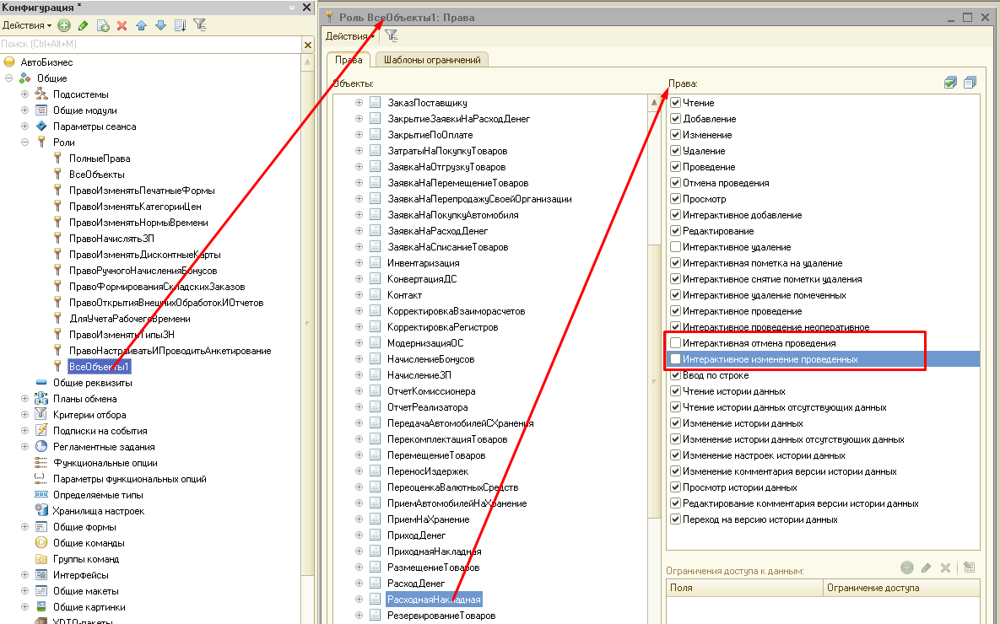 Конфигурация *
Действия
Поиск (Ctrl+Alt+M)
АвтоБизнес
Общие
Подсистемы
Общие модули
Параметры сеанса
Роли
ПолныеПрава
ВсеОбъекты
ПравоИзменятьПечатныеФормы
ПравоИзменятьКатегорииЦен
ПравоИзменятьНормыВремени
ПравоНачислятьЗП
ПравоИзменятьДисконтныеКарты
ПравоРучногоНачисленияБонусов
ПравоФормированияСкладскихЗаказов
ПравоОткрытияВнешнихОбработокИОтчетов
ДляУчетаРабочегоВремени
ПравоИзменятьТипыЗН
ПравоНастраиватьИПроводитьАнкетирование
ВсеОбъекты1
Общие реквизиты
Планы обмена
Критерии отбора
Подписки на события
Регламентные задания
Функциональные опции
Параметры функциональных опций
Определяемые типы
Хранилища настроек
Общие формы
Общие команды
Группы команд
Интерфейсы
Общие макеты
Общие картинки
XDTO-пакеты
Роль ВсеОбъекты1: Права
Действия
Права
Шаблоны ограничений
Объекты:
ЗаказПоставщику
ЗакрытиеЗаявкиНаРасходДенег
ЗакрытиеПоОплате
ЗатратыНаПокупкуТоваров
ЗаявкаНаОтгрузкуТоваров
ЗаявкаНаПеремещениеТоваров
ЗаявкаНаПерепродажуСвоейОрганизации
ЗаявкаНаПокупкуАвтомобиля
ЗаявкаНаРасходДенег
ЗаявкаНаСписаниеТоваров
Инвентаризация
КонвертацияДС
Контакт
КорректировкаВзаиморасчетов
КорректировкаРегистров
МодернизацияОС
НачислениеБонусов
НачислениеЗП
ОтчетКомиссионера
ОтчетРеализатора
ПередачаАвтомобилейСХранения
ПерекомплектацияТоваров
ПеремещениеТоваров
ПереносИздержек
ПереоценкаВалютныхСредств
ПриемАвтомобилейНаХранение
ПриемНаХранение
ПриходДенег
ПриходнаяНакладная
РазмещениеТоваров
РасходДенег
РасходнаяНакладная
РезервированиеТоваров
Права:
Чтение
Добавление
Изменение
Удаление
Проведение
Отмена проведения
Просмотр
Интерактивное добавление
Редактирование
Интерактивное удаление
Интерактивная пометка на удаление
Интерактивное снятие пометки удаления
Интерактивное удаление помеченных
Интерактивное проведение
Интерактивное проведение неоперативное
Интерактивная отмена проведения
Интерактивное изменение проведенных
Ввод по строке
Чтение истории данных
Чтение истории данных отсутствующих данных
Изменение истории данных
Изменение истории данных отсутствующих данных
Изменение настроек истории данных
Изменение комментария версии истории данных
Просмотр истории данных
Редактирование комментария версии истории данных
Переход на версию истории данных
Ограничения доступа к данным:
Поля
Ограничение доступа